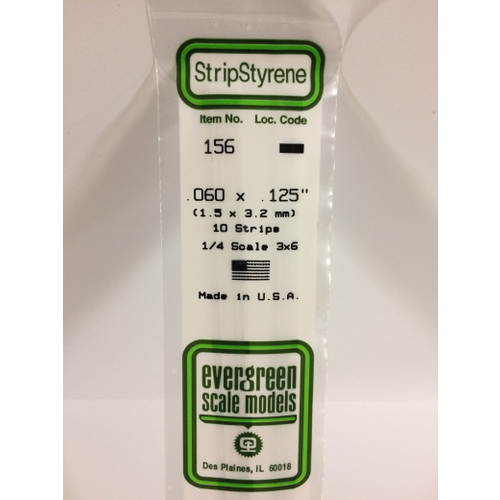 StripStyrene
Item No. Loc. Code
156
.060 x .125"
(1.5 x 3.2 mm)
10 Strips
1/4 Scale 3x6
Made in U.S.A.
evergreen
scale models
Des Plaines, IL 60018